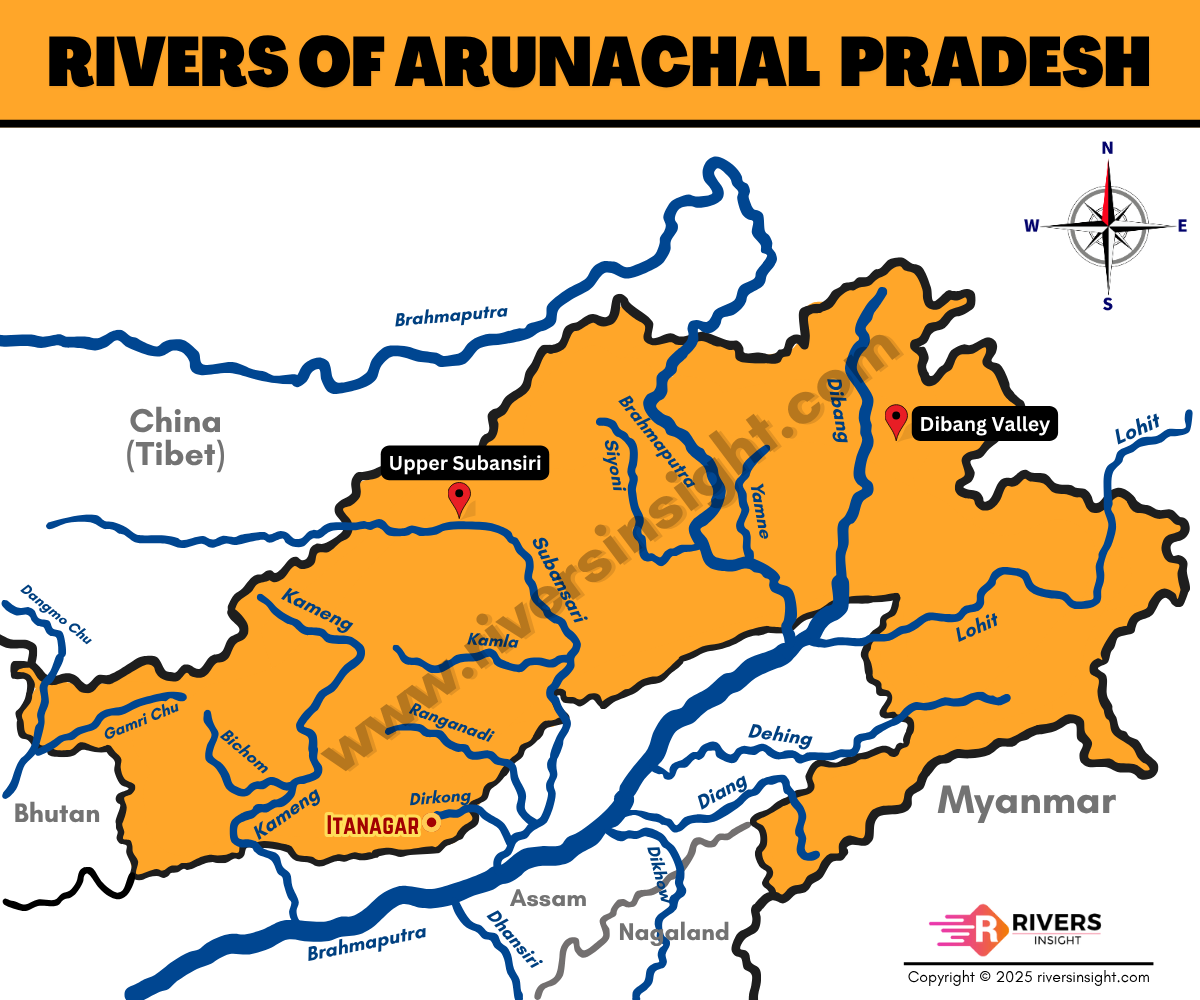 RIVERS OF ARUNACHAL PRADESH
N
W
E
S
Brahmaputra
China
(Tibet)
Upper Subansiri
Siyoni
Brahmaputra
Yamne
Dibang
Dibang Valley
Lohit
Subansari
Dangmo Chu
Kameng
Kamla
Lohit
Gamri Chu
Bichom
Ranganadi
Dehing
Diang
Myanmar
Bhutan
Kameng
Dirkong
ITANAGAR
Dikhow
Assam
Nagaland
Dhansiri
Brahmaputra
www.riversinsight.com
R
RIVERS
INSIGHT
Copyright © 2025 riversinsight.com